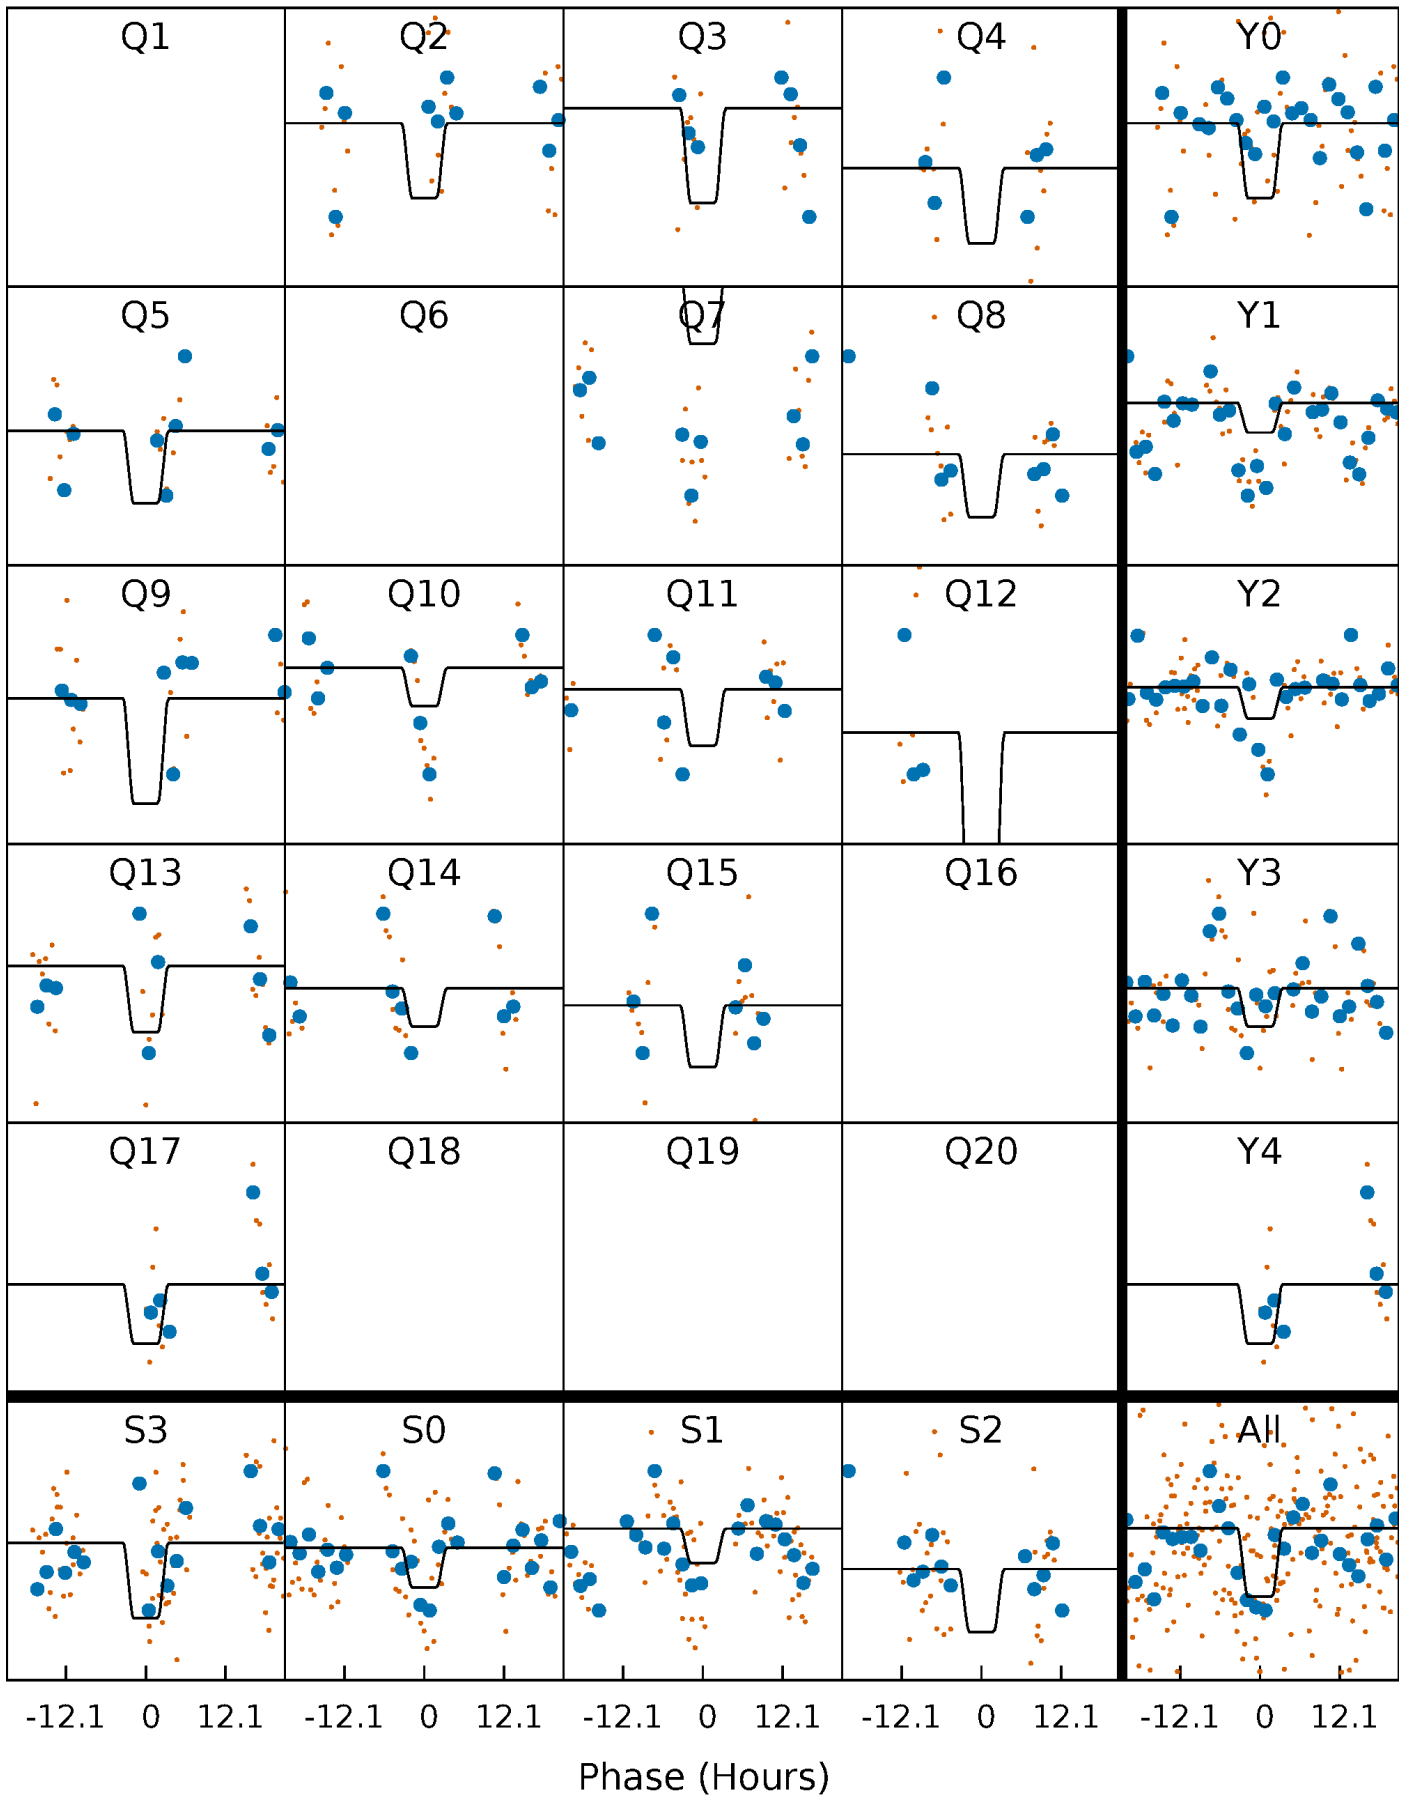 Q1 Q2 Q3 Q4 Y0
Q5 Q6 Q7 Q8 Y1
Q9 Q10 Q11 Q12 Y2
Q13 Q14 Q15 Q16 Y3
Q17 Q18 Q19 Q20 Y4
S3 S0 S1 S2 All
-12.1 0 12.1 -12.1 0 12.1 -12.1 0 12.1 -12.1 0 12.1 -12.1 0 12.1
Phase (Hours)